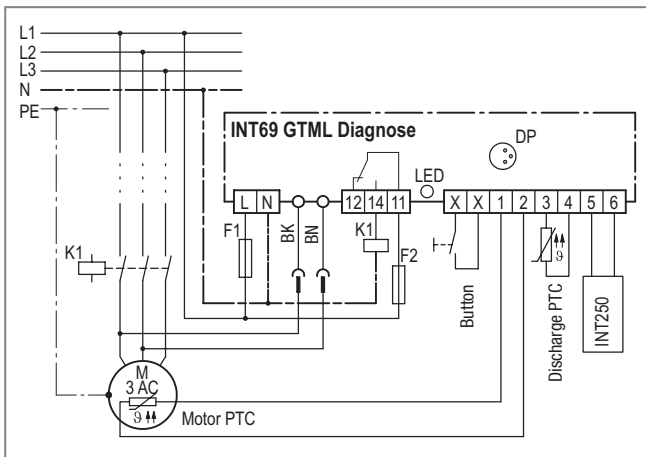 L1
L2
L3
N
PE
INT69 GTML Diagnose
DP
LED
L N
12 14 11
X X 1 2 3 4 5 6
F1
BK
BN
K1
F2
K1
ϑ
Button
Discharge PTC
INT250
M
3 AC
ϑ
Motor PTC